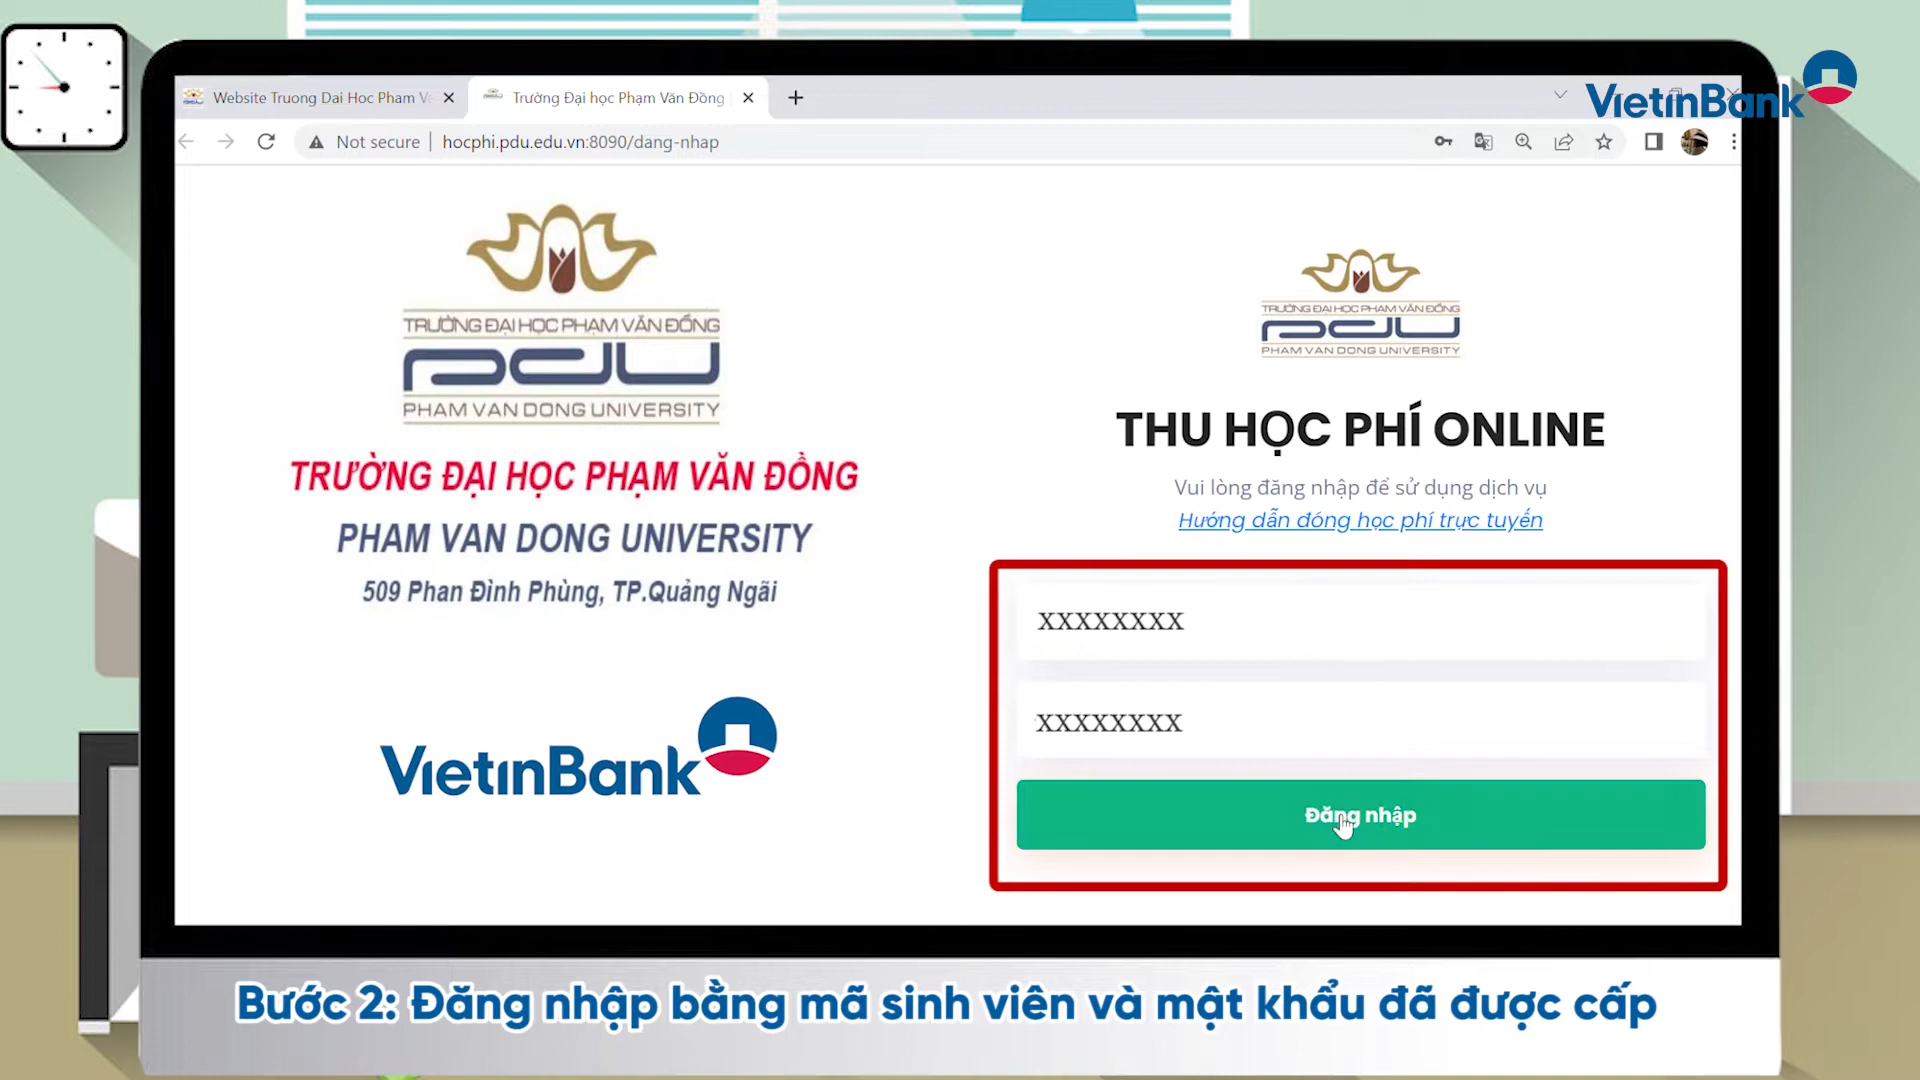 Website Truong Dai Hoc Pham V
Trường Đại học Phạm Văn Đồng
VietinBank
Not secure
hocphi.pdu.edu.vn:8090/dang-nhap
TRƯỜNG ĐẠI HỌC PHẠM VĂN ĐỒNG
pdu
PHAM VAN DONG UNIVERSITY
TRƯỜNG ĐẠI HỌC PHẠM VĂN ĐỒNG
PHAM VAN DONG UNIVERSITY
509 Phan Đình Phùng, TP.Quảng Ngãi
VietinBank
TRƯỜNG ĐẠI HỌC PHẠM VĂN ĐỒNG
pdu
PHAM VAN DONG UNIVERSITY
THU HỌC PHÍ ONLINE
Vui lòng đăng nhập để sử dụng dịch vụ
Hướng dẫn đóng học phí trực tuyến
XXXXXXXX
XXXXXXXX
Đăng nhập
Bước 2: Đăng nhập bằng mã sinh viên và mật khẩu đã được cấp